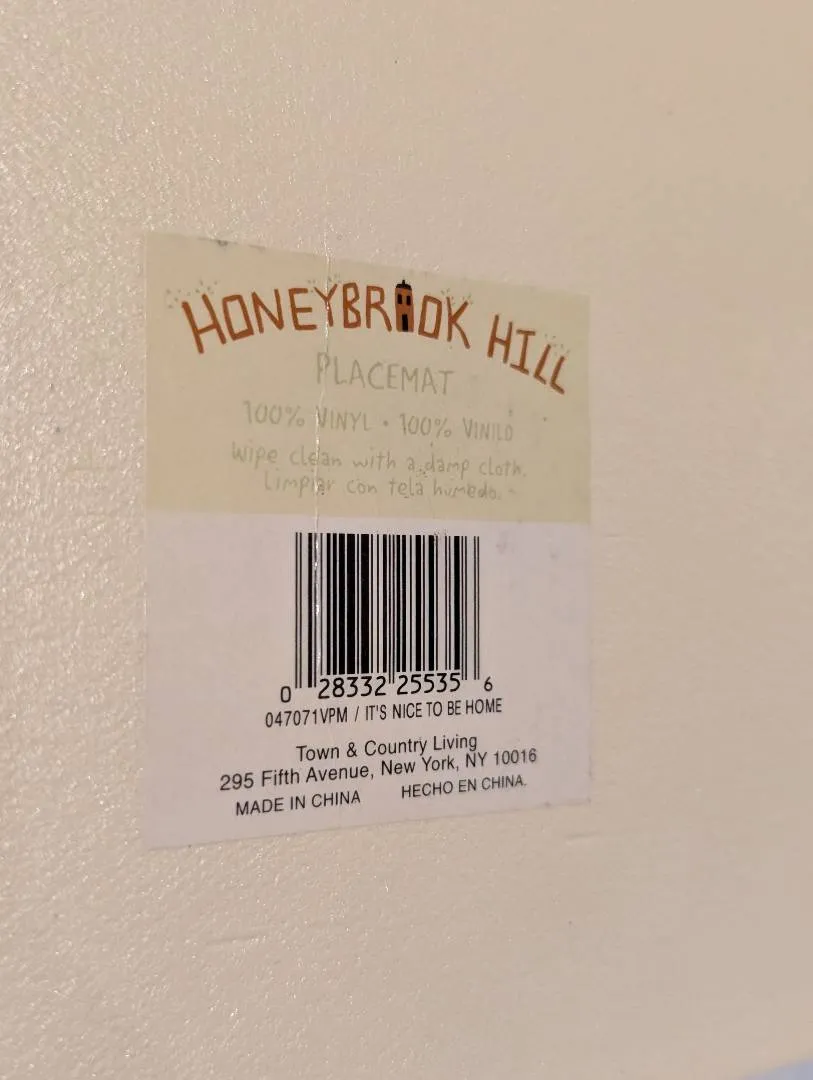 HONEYBROOK HILL
PLACEMAT
100% VINYL • 100% VINILO
Wipe clean with a damp cloth.
Limpiar con tela humedo.
0 28332 25535 6
047071VPM / IT'S NICE TO BE HOME
Town & Country Living
295 Fifth Avenue, New York, NY 10016
MADE IN CHINA HECHO EN CHINA.